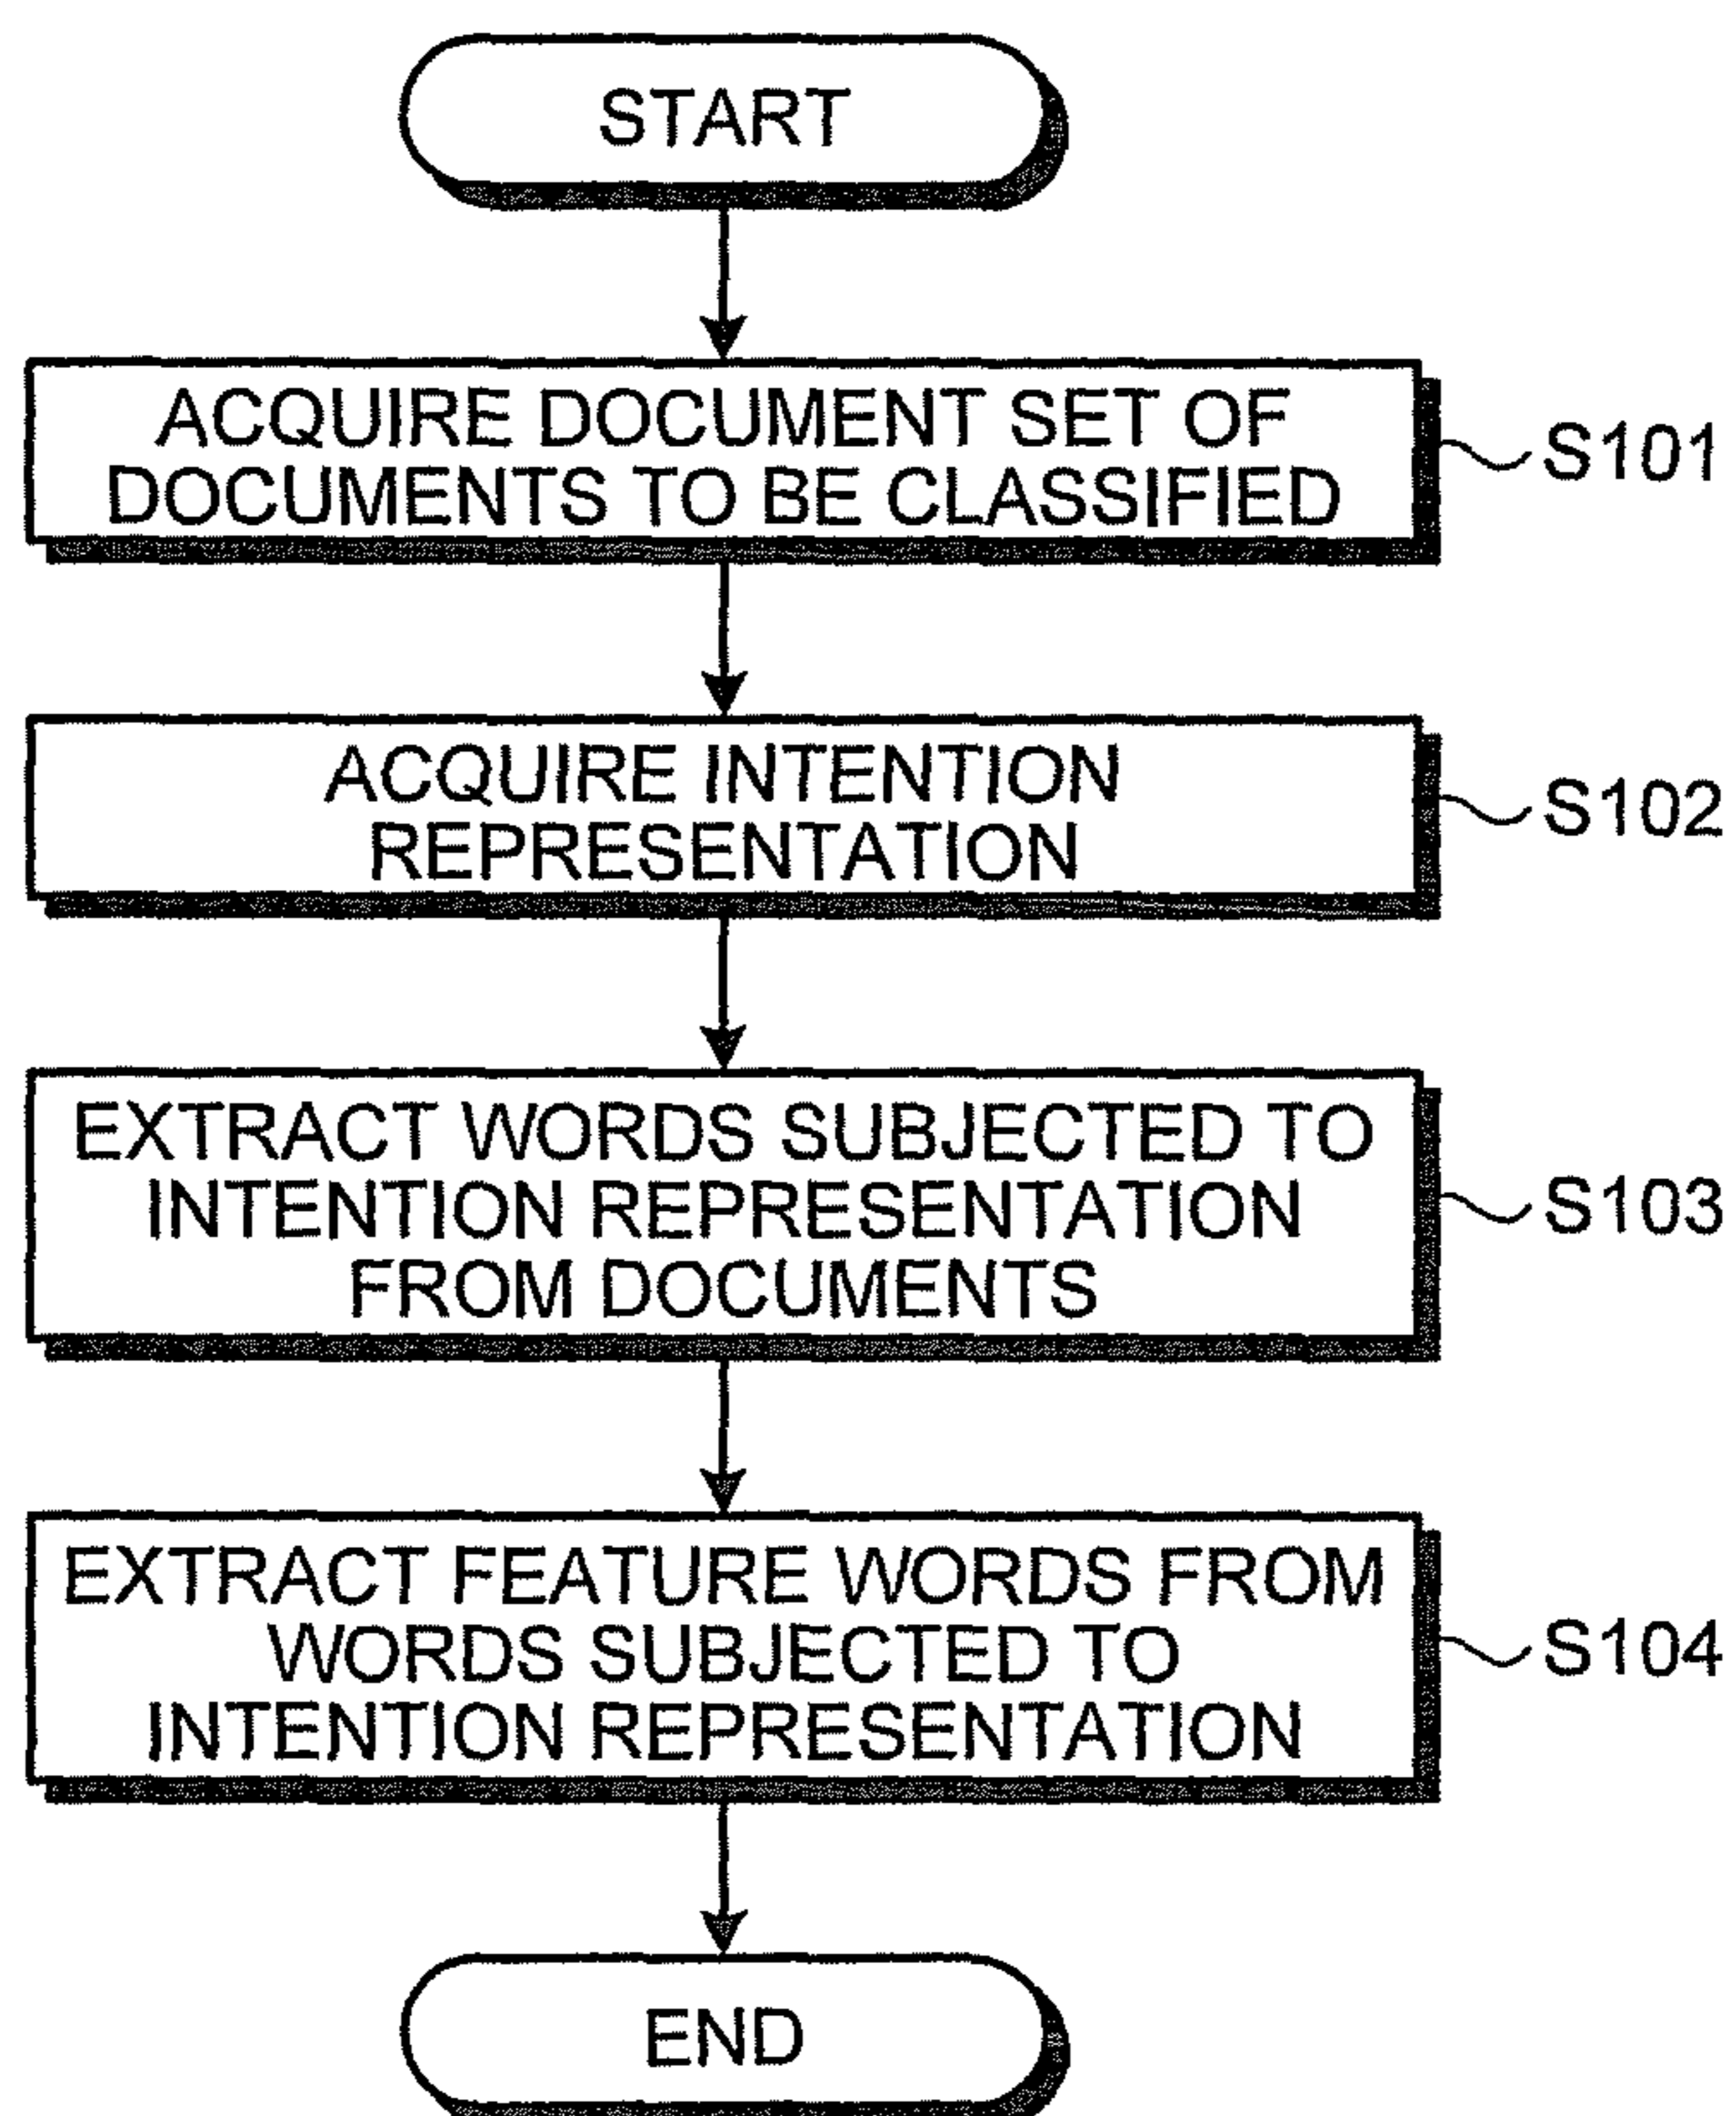 START
ACQUIRE DOCUMENT SET OF
DOCUMENTS TO BE CLASSIFIED
S101
ACQUIRE INTENTION
REPRESENTATION
S102
EXTRACT WORDS SUBJECTED TO
INTENTION REPRESENTATION
FROM DOCUMENTS
S103
EXTRACT FEATURE WORDS FROM
WORDS SUBJECTED TO
INTENTION REPRESENTATION
S104
END